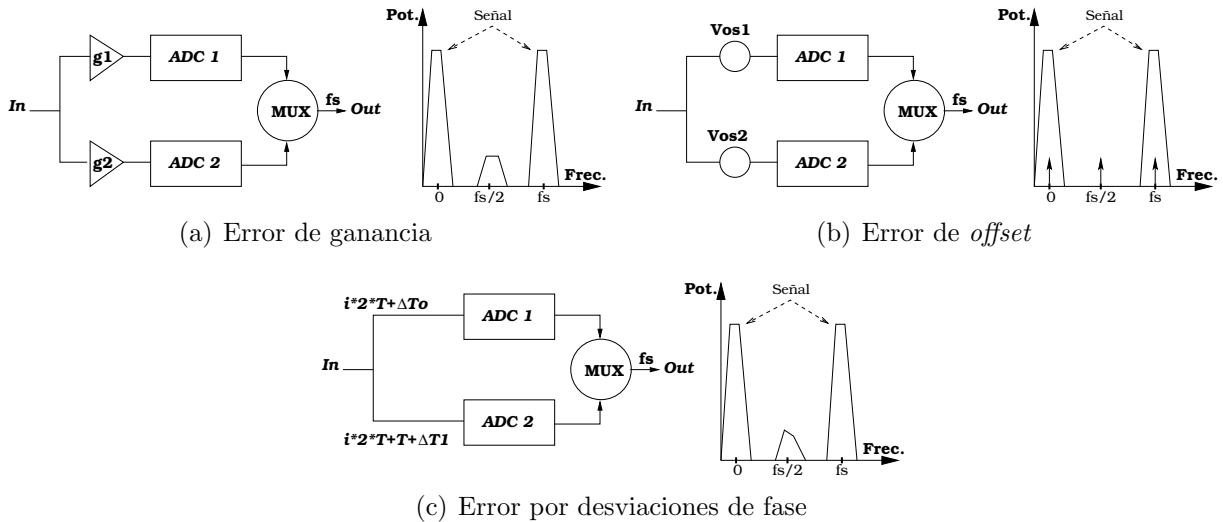 g1
ADC 1
In
MUX
fs
Out
g2
ADC 2
Pot.
Señal
Frec.
0
fs/2
fs
(a) Error de ganancia
Vos1
ADC 1
In
MUX
fs
Out
Vos2
ADC 2
Pot.
Señal
Frec.
0
fs/2
fs
(b) Error de offset
i*2*T+ΔTo
ADC 1
In
MUX
fs
Out
ADC 2
i*2*T+T+ΔT1
Pot.
Señal
Frec.
0
fs/2
fs
(c) Error por desviaciones de fase